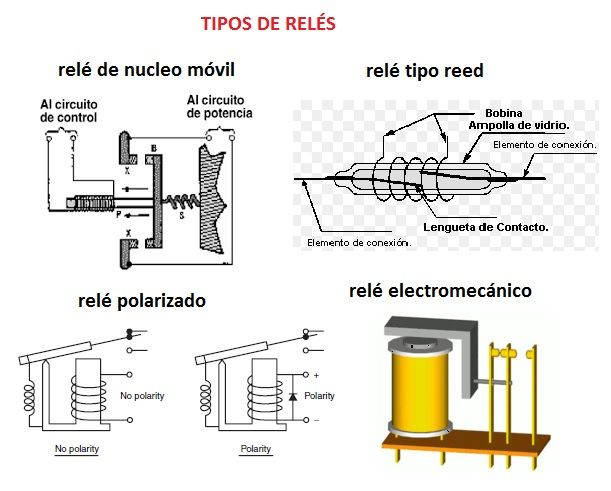 TIPOS DE RELÉS
relé de nucleo móvil
Al circuito
de control
Al circuito
de potencia
X
B
P
S
X
relé tipo reed
Bobina
Ampolla de vidrio.
Elemento de conexión.
Lengueta de Contacto.
Elemento de conexión.
relé polarizado
No polarity
No polarity
+
Polarity
–
Polarity
relé electromecánico